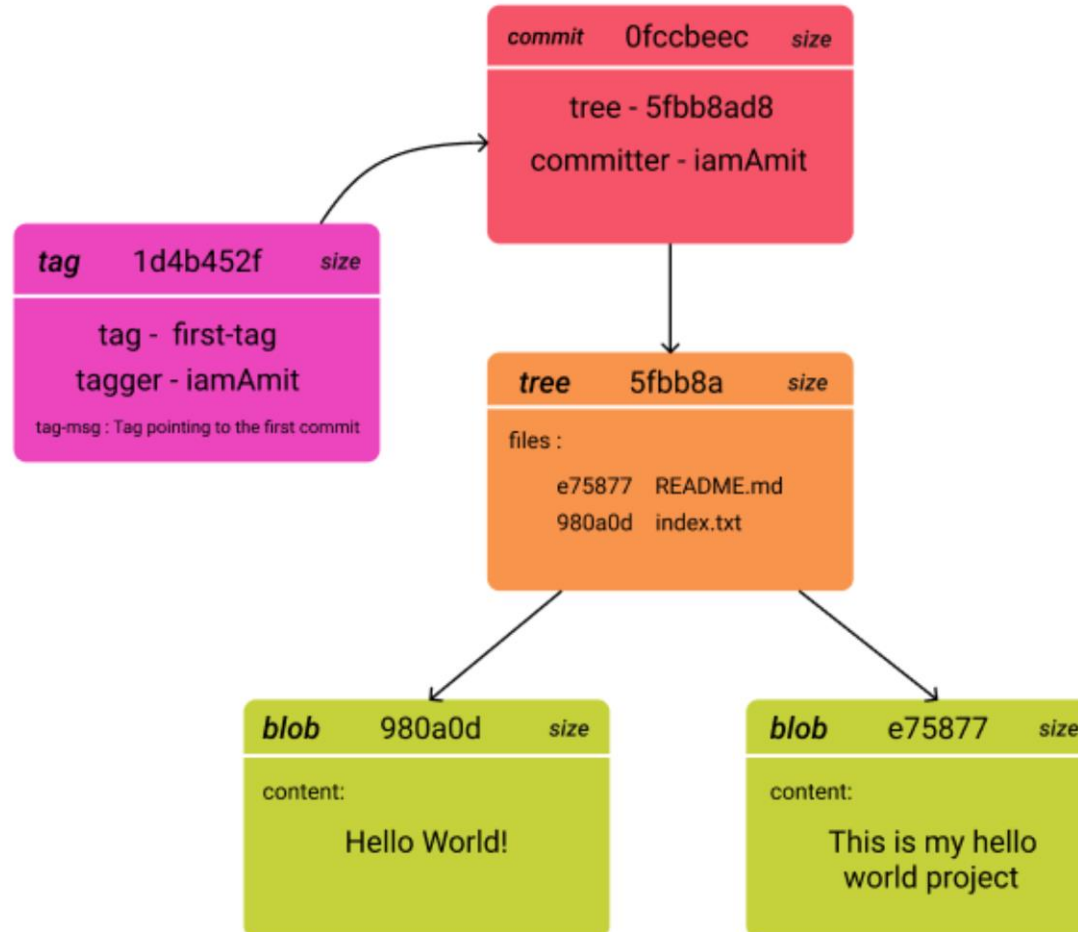 commit 0fccbeec size
tree - 5fbb8ad8
committer - iamAmit
tag 1d4b452f size
tag - first-tag
tagger - iamAmit
tag-msg : Tag pointing to the first commit
tree 5fbb8a size
files :
e75877 README.md
980a0d index.txt
blob 980a0d size
content:
Hello World!
blob e75877 size
content:
This is my hello
world project